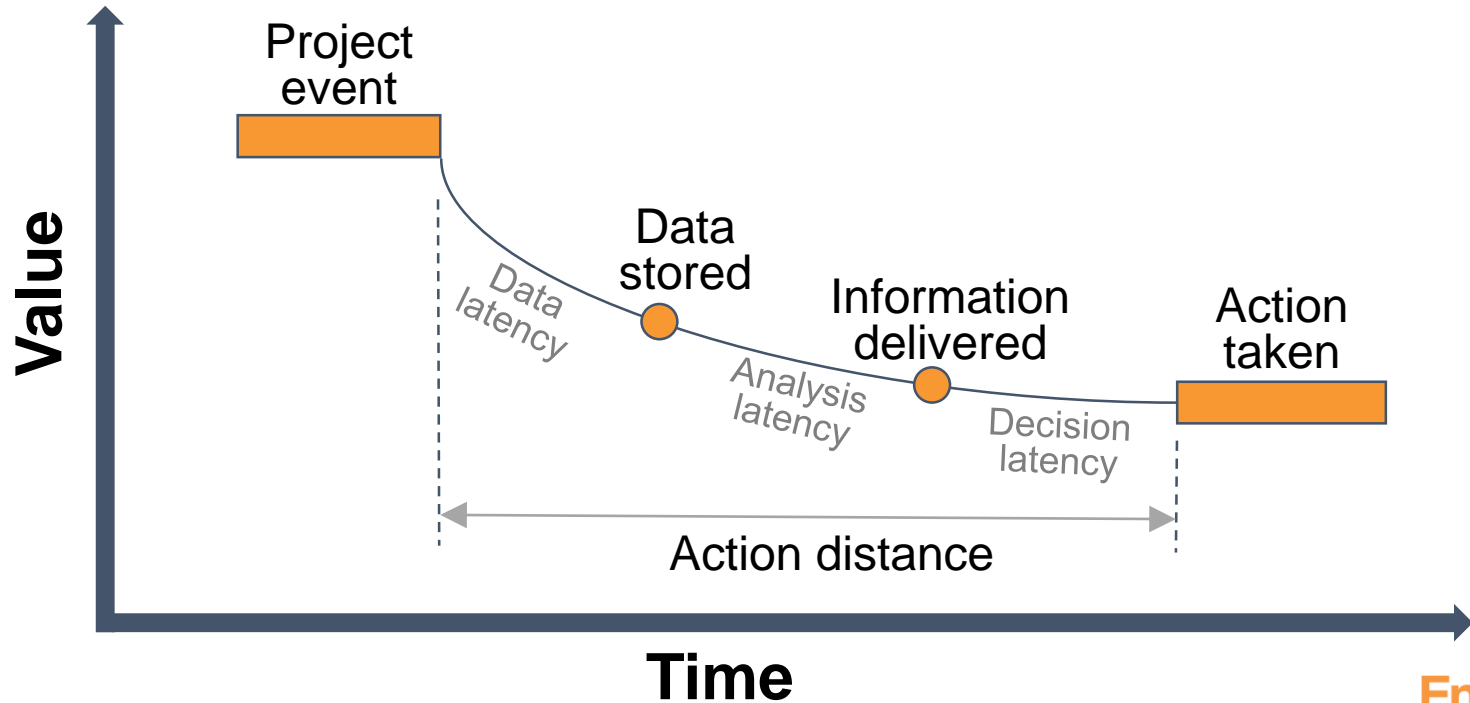 Project
event
Value
Data
stored
Data
latency
Information
delivered
Analysis
latency
Action
taken
Decision
latency
Action distance
Time